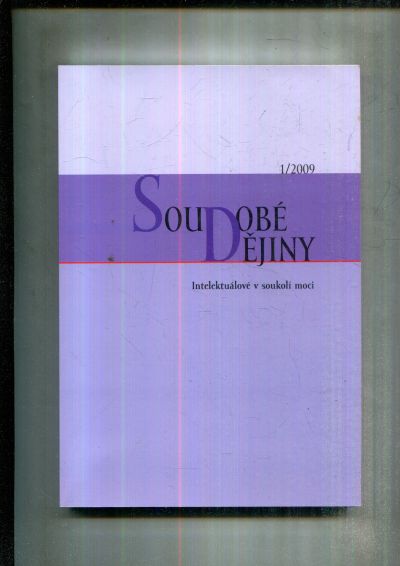 1/2009
SOUDOBÉ
DĚJINY
Intelektuálové v soukolí moci